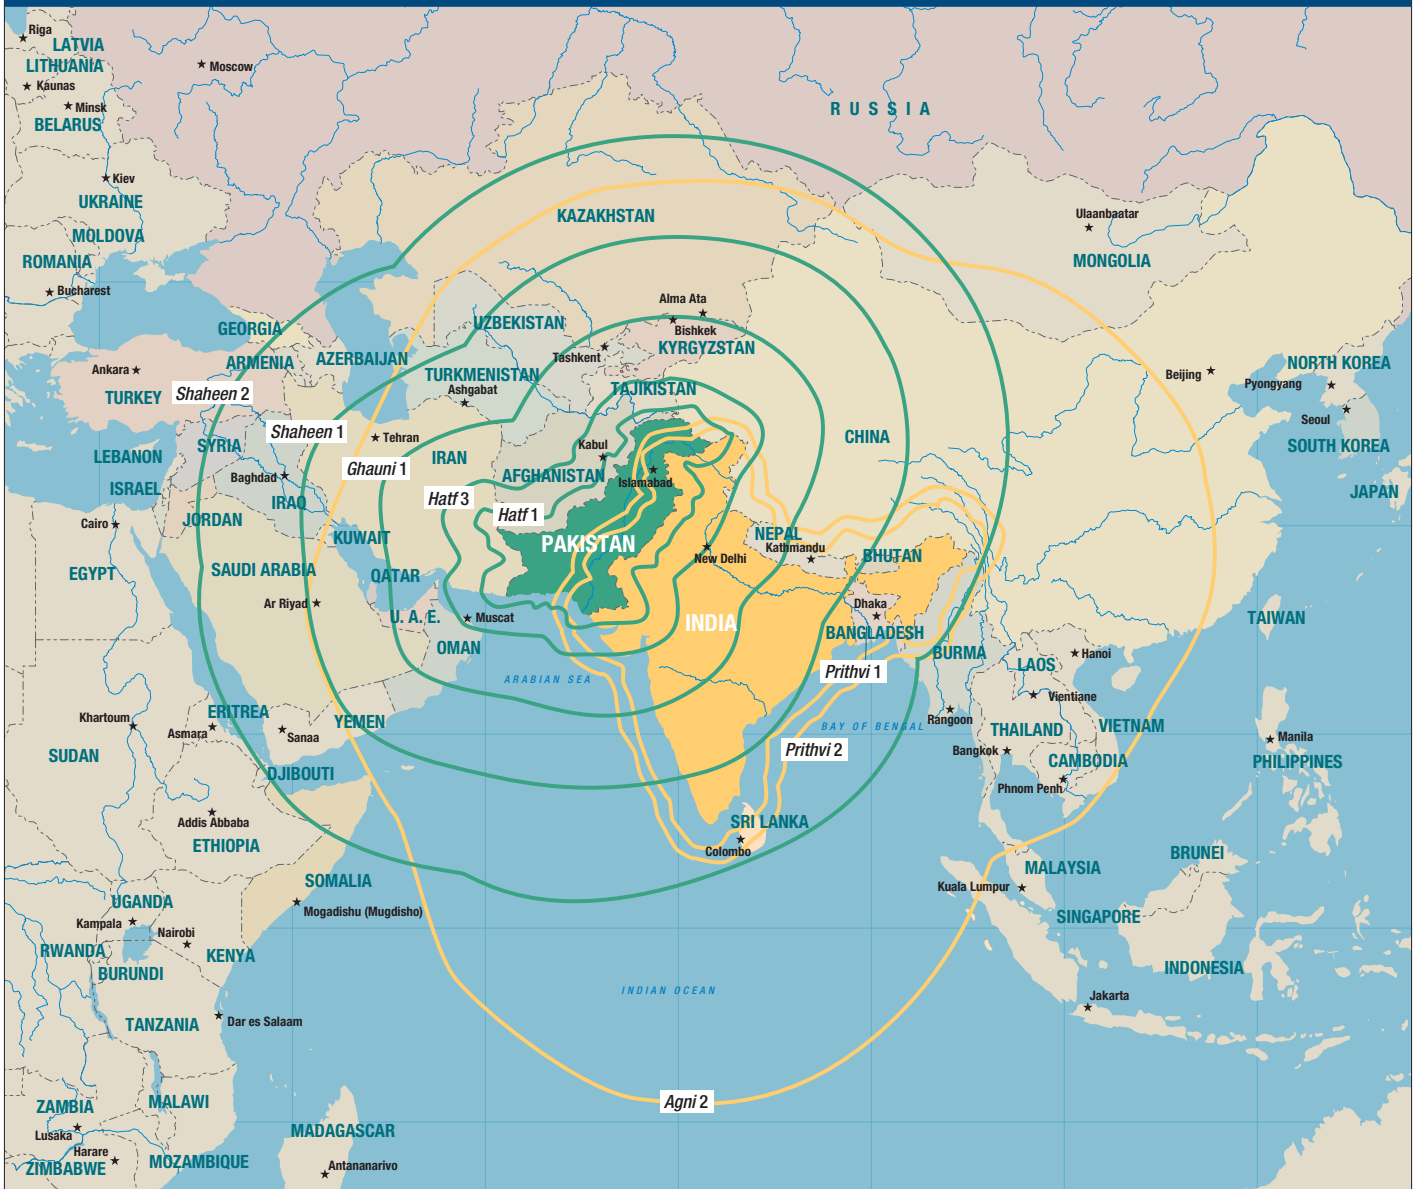 Riga
LATVIA
LITHUANIA
Kaunas
Moscow
Minsk
BELARUS
RUSSIA
Kiev
UKRAINE
KAZAKHSTAN
Ulaanbaatar
MOLDOVA
MONGOLIA
ROMANIA
Bucharest
Alma Ata
UZBEKISTAN
GEORGIA
Bishkek
Tashkent
KYRGYZSTAN
ARMENIA
AZERBAIJAN
NORTH KOREA
Ankara
TURKMENISTAN
Beijing
Pyongyang
Ashgabat
TAJIKISTAN
Shaheen 2
TURKEY
Seoul
Shaheen 1
Tehran
CHINA
SYRIA
Kabul
SOUTH KOREA
LEBANON
IRAN
Ghauni 1
Baghdad
AFGHANISTAN
Islamabad
ISRAEL
JAPAN
Hatf 3
IRAQ
Hatf 1
JORDAN
Cairo
KUWAIT
NEPAL
PAKISTAN
Kathmandu
BHUTAN
New Delhi
EGYPT
SAUDI ARABIA
QATAR
Ar Riyad
Dhaka
U. A. E.
Muscat
TAIWAN
INDIA
BANGLADESH
OMAN
BURMA
Hanoi
LAOS
Prithvi 1
ARABIAN SEA
Vientiane
ERITREA
Khartoum
YEMEN
Rangoon
BAY OF BENGAL
THAILAND
VIETNAM
Asmara
Sanaa
Manila
Prithvi 2
Bangkok
SUDAN
CAMBODIA
PHILIPPINES
DJIBOUTI
Phnom Penh
Addis Abbaba
SRI LANKA
ETHIOPIA
Colombo
BRUNEI
MALAYSIA
SOMALIA
Kuala Lumpur
UGANDA
Mogadishu (Mugdisho)
SINGAPORE
Kampala
Nairobi
RWANDA
KENYA
BURUNDI
INDONESIA
INDIAN OCEAN
Jakarta
TANZANIA
Dar es Salaam
ZAMBIA
MALAWI
Agni 2
Lusaka
MADAGASCAR
Harare
MOZAMBIQUE
ZIMBABWE
Antananarivo